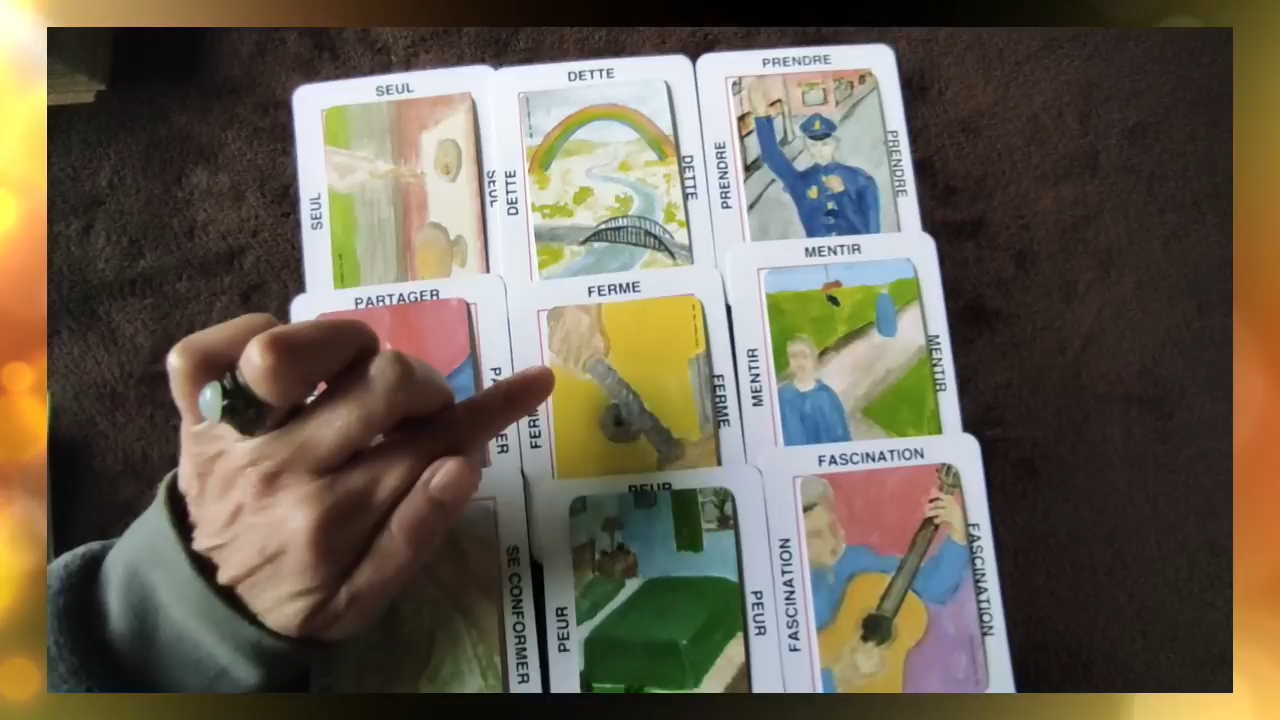 SEUL
SEUL
SEUL
DETTE
DETTE
DETTE
PRENDRE
PRENDRE
PRENDRE
PARTAGER
FERME
FERME
MENTIR
MENTIR
MENTIR
SE CONFORMER
PEUR
PEUR
PEUR
FASCINATION
FASCINATION
FASCINATION